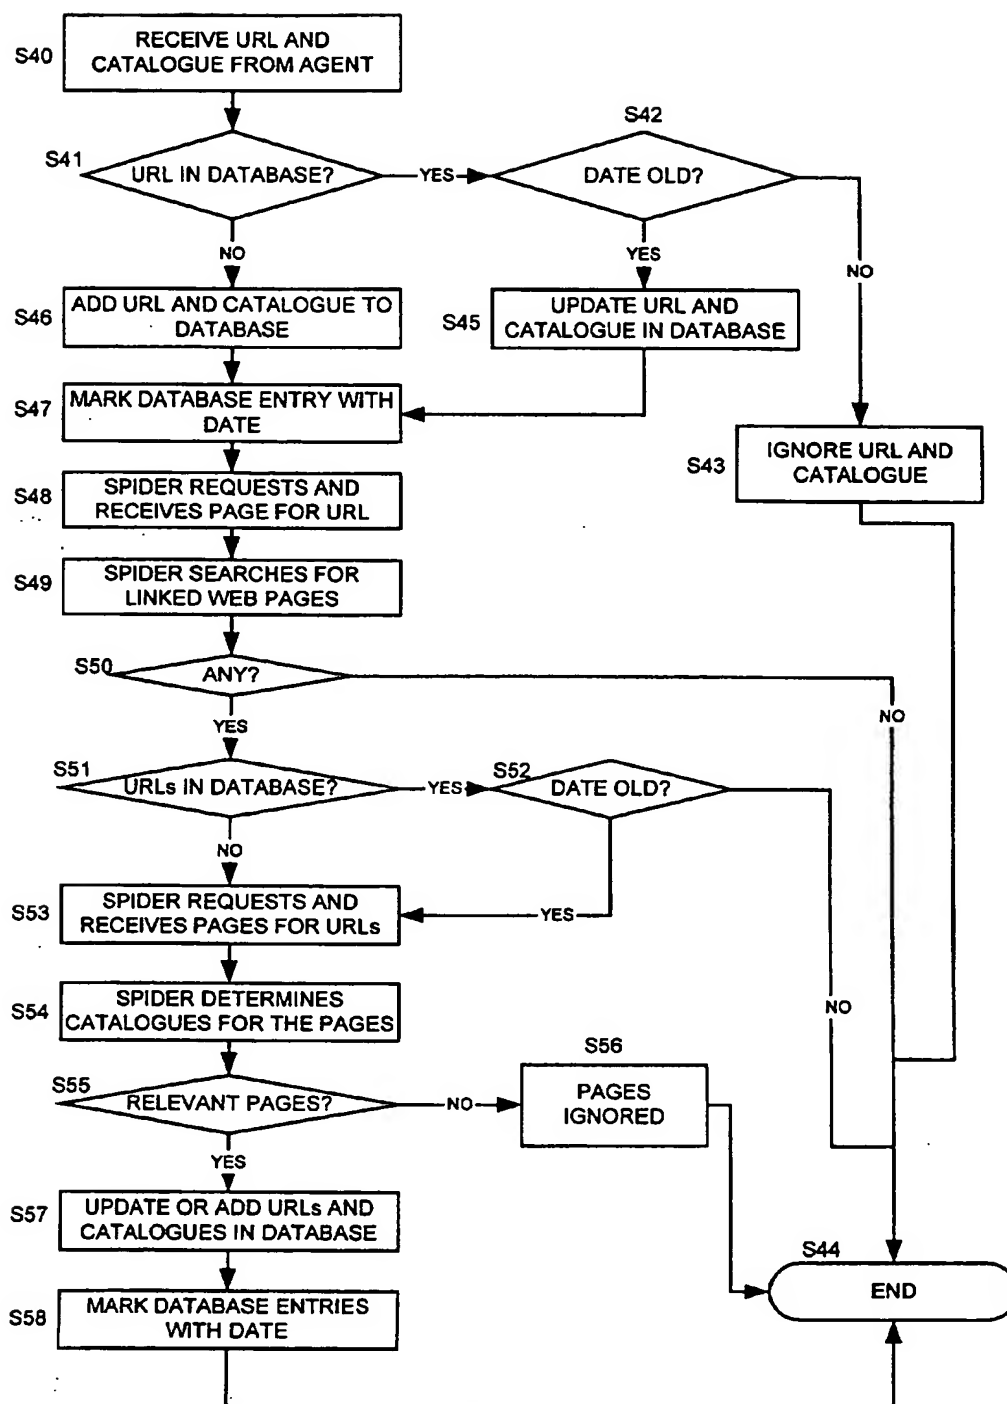 S40
RECEIVE URL AND
CATALOGUE FROM AGENT
S41
URL IN DATABASE?
YES
S42
DATE OLD?
NO
YES
NO
S46
ADD URL AND CATALOGUE TO
DATABASE
S45
UPDATE URL AND
CATALOGUE IN DATABASE
S47
MARK DATABASE ENTRY WITH
DATE
S43
IGNORE URL AND
CATALOGUE
S48
SPIDER REQUESTS AND
RECEIVES PAGE FOR URL
S49
SPIDER SEARCHES FOR
LINKED WEB PAGES
S50
ANY?
NO
YES
S51
URLs IN DATABASE?
YES
S52
DATE OLD?
NO
YES
S53
SPIDER REQUESTS AND
RECEIVES PAGES FOR URLs
S54
SPIDER DETERMINES
CATALOGUES FOR THE PAGES
NO
S55
RELEVANT PAGES?
NO
S56
PAGES
IGNORED
YES
S57
UPDATE OR ADD URLs AND
CATALOGUES IN DATABASE
S44
END
S58
MARK DATABASE ENTRIES
WITH DATE